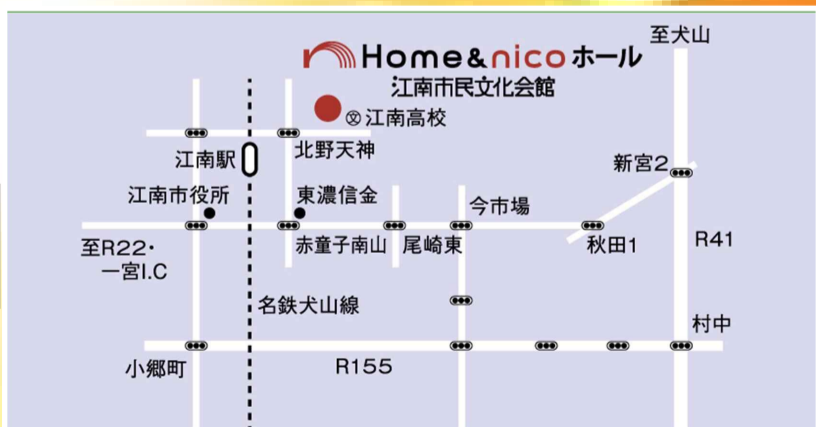 至犬山
Home&nicoホール
江南市民文化会館
文江南高校
北野天神
江南駅
新宮2
江南市役所
東濃信金
今市場
至R22・
一宮I.C
赤童子南山
尾崎東
秋田1
R41
名鉄犬山線
村中
小郷町
R155